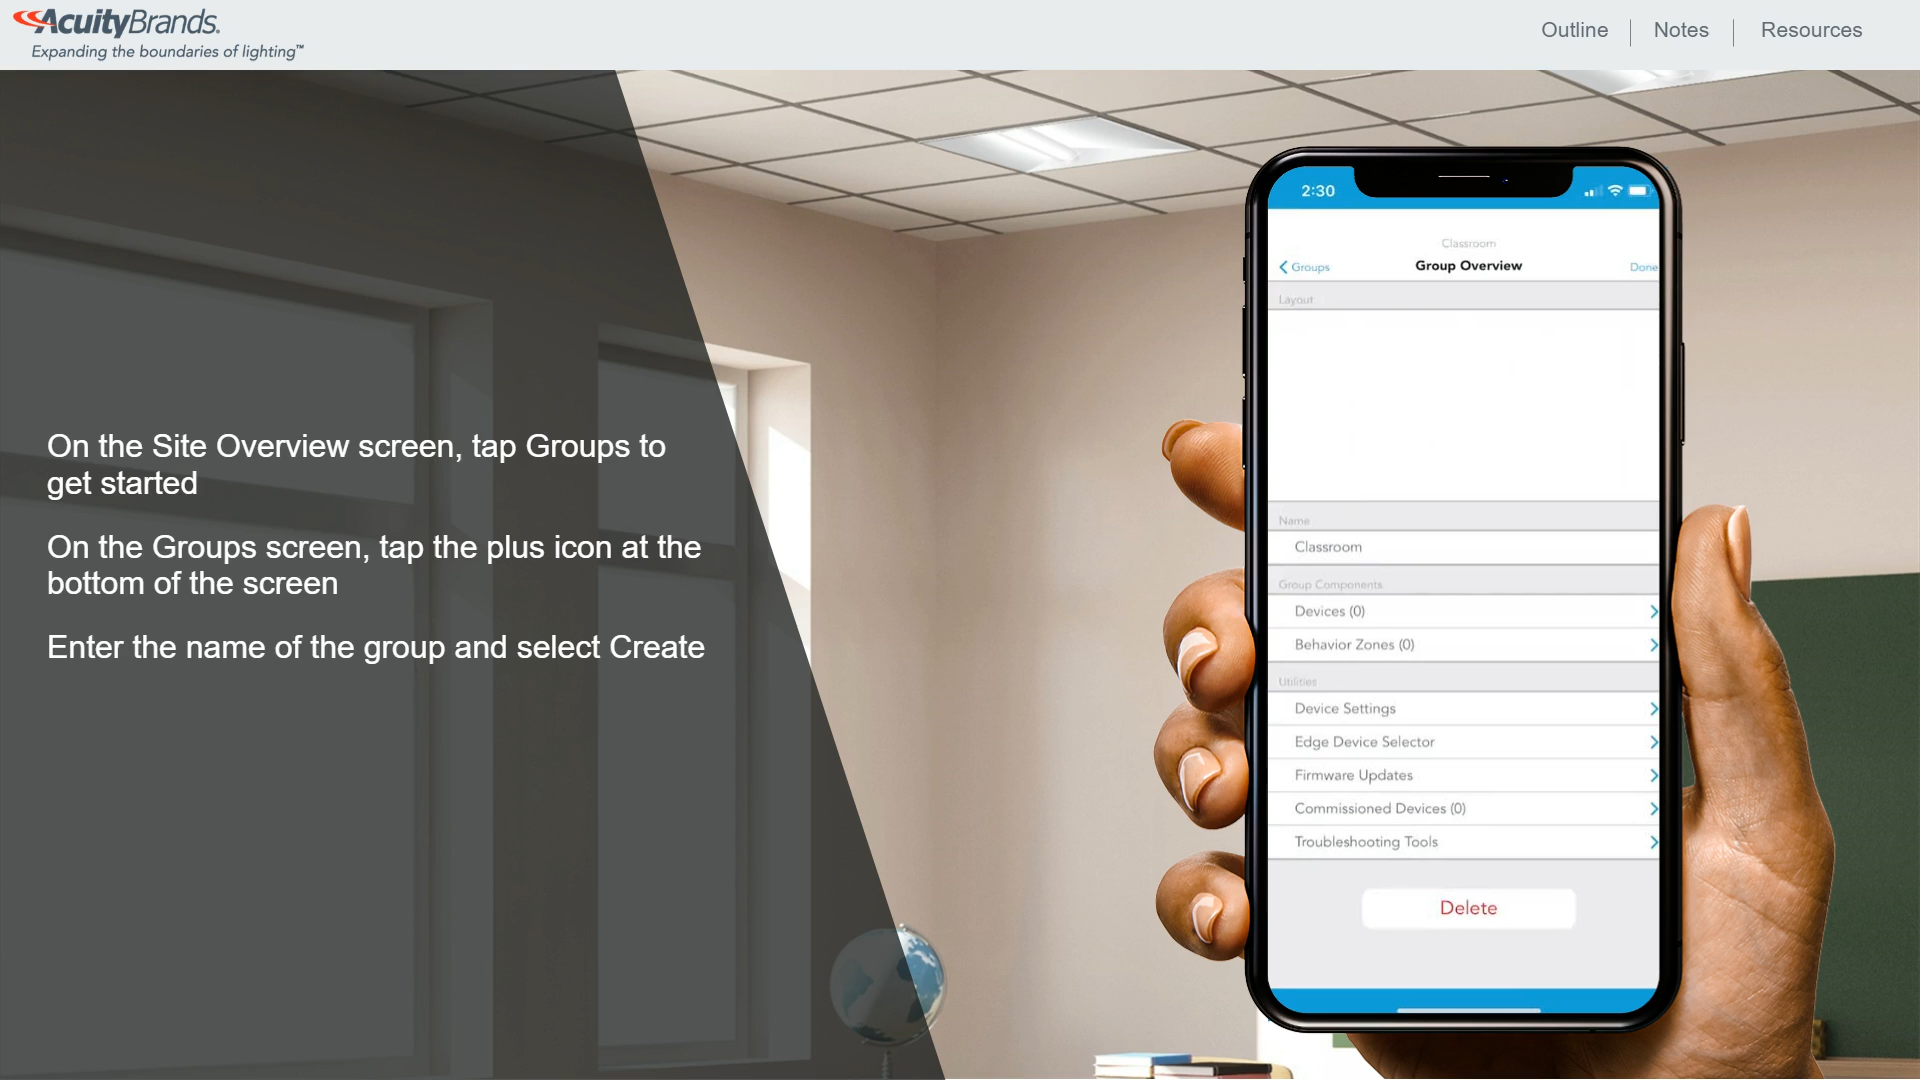 AcuityBrands.
Expanding the boundaries of lighting™
Outline
Notes
Resources
On the Site Overview screen, tap Groups to
get started
On the Groups screen, tap the plus icon at the
bottom of the screen
Enter the name of the group and select Create
2:30
Classroom
Groups
Group Overview
Done
Layout
Name
Classroom
Group Components
Devices (0)
Behavior Zones (0)
Utilities
Device Settings
Edge Device Selector
Firmware Updates
Commissioned Devices (0)
Troubleshooting Tools
Delete